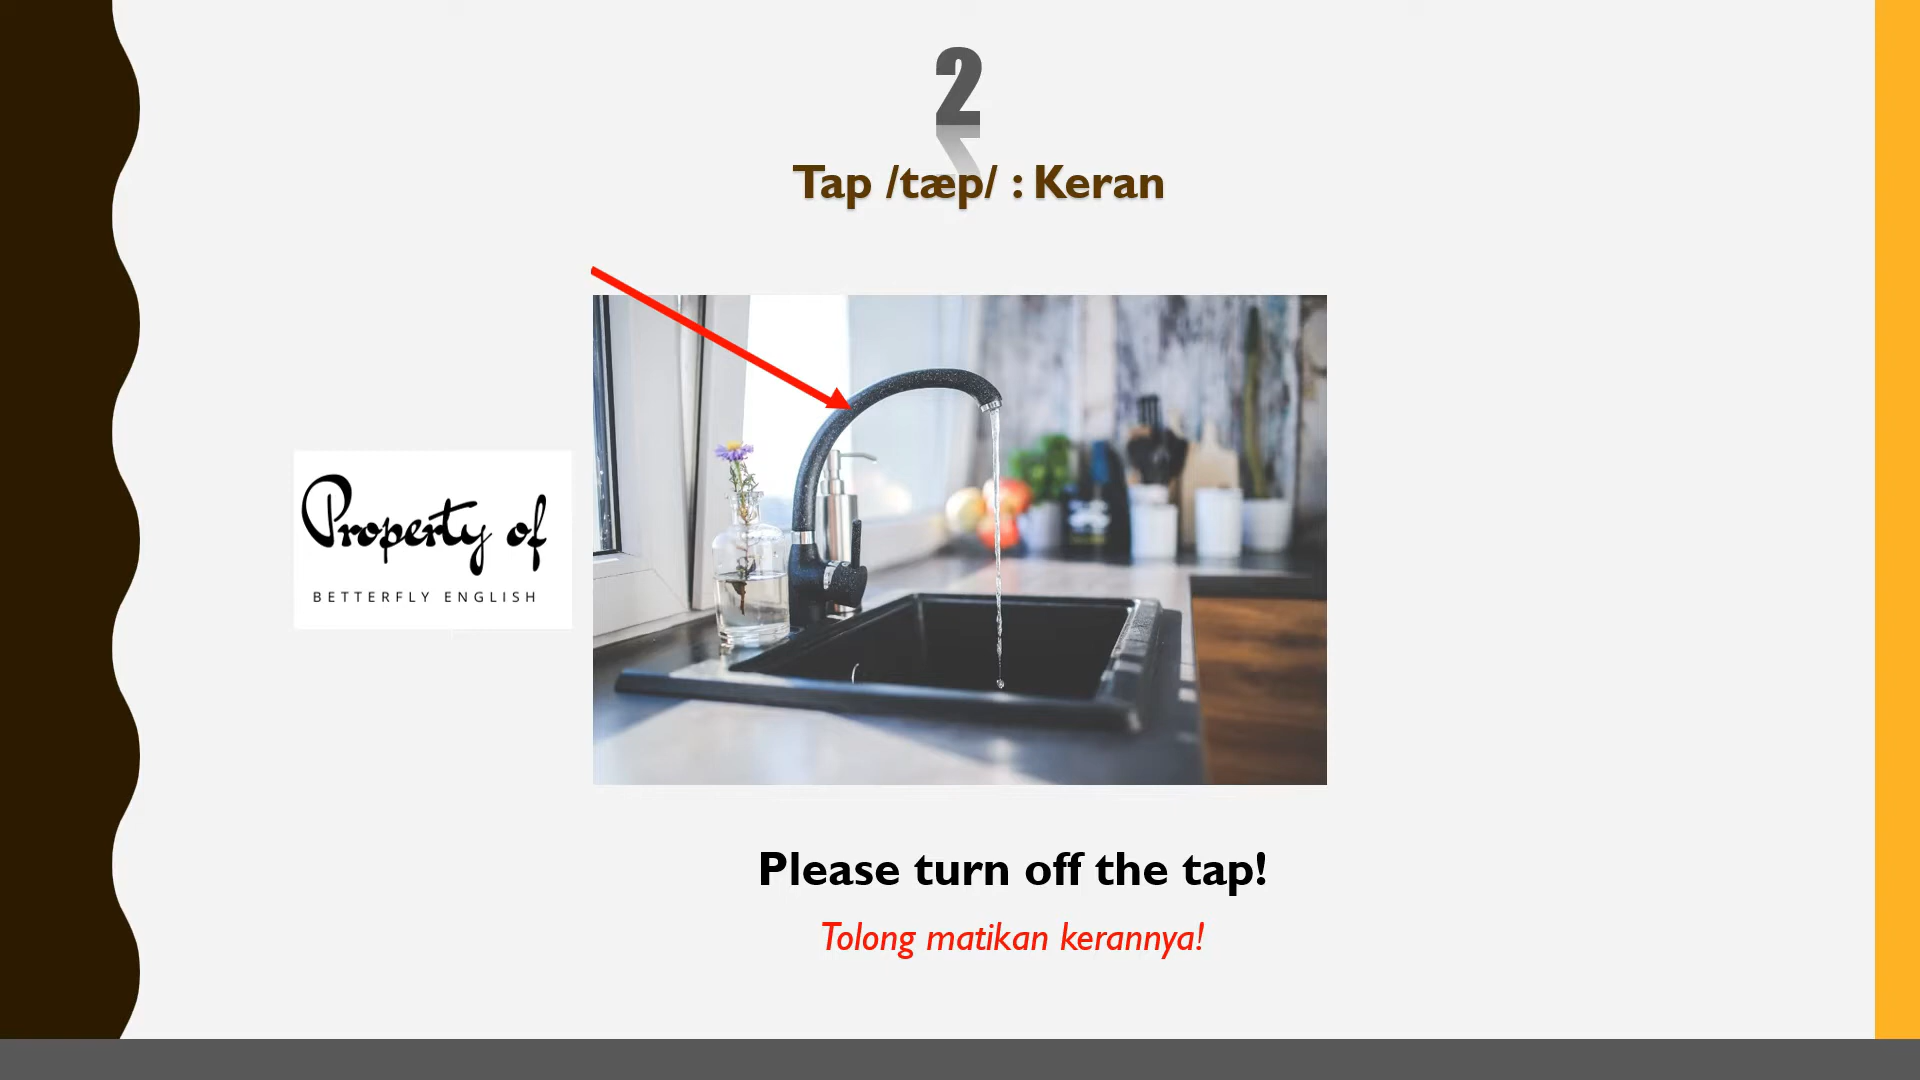 2
Tap /tæp/ : Keran
Property of
BETTERFLY ENGLISH
Please turn off the tap!
Tolong matikan kerannya!